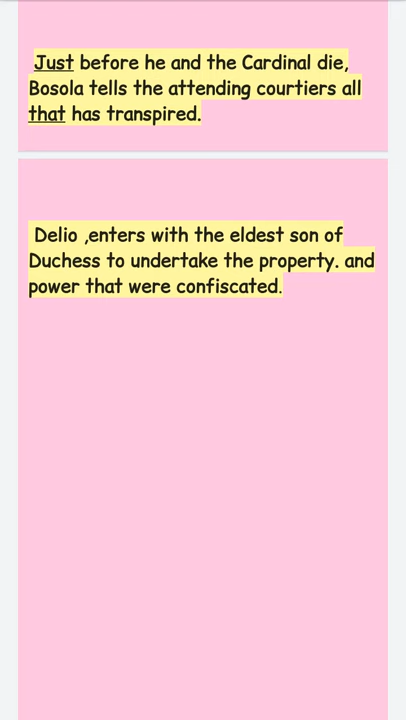 Just before he and the Cardinal die,
Bosola tells the attending courtiers all
that has transpired.
Delio ,enters with the eldest son of
Duchess to undertake the property. and
power that were confiscated.